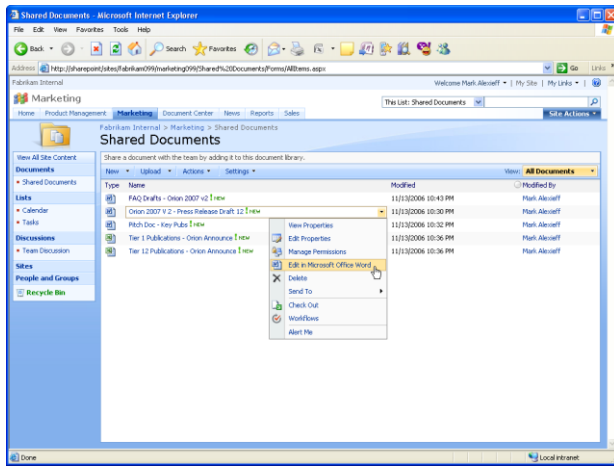 Shared Documents - Microsoft Internet Explorer
File Edit View Favorites Tools Help
Back Search Favorites
Address http://sharepoint/sites/fabrikam099/marketing099/Shared%20Documents/Forms/AllItems.aspx Go Links
Fabrikam Internal Welcome Mark Alexieff | My Site | My Links |
Marketing This List: Shared Documents
Home Product Management Marketing Document Center News Reports Sales Site Actions
Fabrikam Internal > Marketing > Shared Documents
Shared Documents
View All Site Content Share a document with the team by adding it to this document library.
Documents New Upload Actions Settings View: All Documents
Shared Documents Type Name Modified Modified By
Lists FAQ Drafts - Orion 2007 v2 ! NEW 11/13/2006 10:43 PM Mark Alexieff
Calendar Orion 2007 V 2 - Press Release Draft 12 ! NEW 11/13/2006 10:30 PM Mark Alexieff
Tasks Pitch Doc - Key Pubs ! NEW 11/13/2006 10:32 PM Mark Alexieff
Discussions Tier 1 Publications - Orion Announce ! NEW 11/13/2006 10:36 PM Mark Alexieff
Team Discussion Tier 12 Publications - Orion Announce ! NEW 11/13/2006 10:36 PM Mark Alexieff
Sites
People and Groups
Recycle Bin
View Properties
Edit Properties
Manage Permissions
Edit in Microsoft Office Word
Delete
Send To
Check Out
Workflows
Alert Me
Done Local intranet